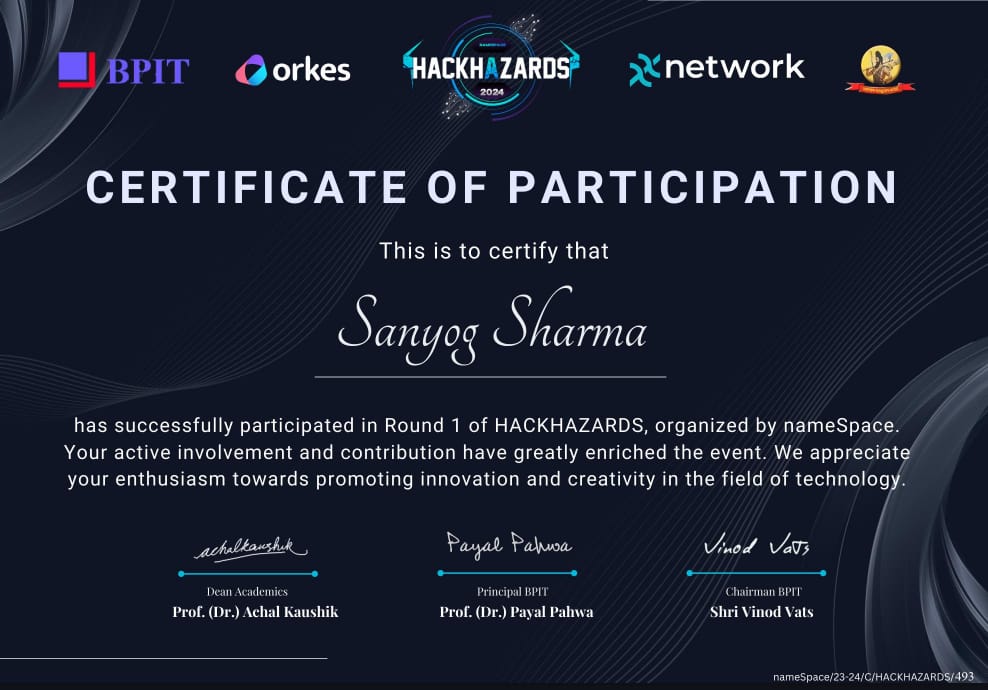 BPIT
orkes
NAMESPACE
HACKHAZARDS
2024
network
CERTIFICATE OF PARTICIPATION
This is to certify that
Sanyog Sharma
has successfully participated in Round 1 of HACKHAZARDS, organized by nameSpace.
Your active involvement and contribution have greatly enriched the event. We appreciate
your enthusiasm towards promoting innovation and creativity in the field of technology.
achalkaushik
Payal Pahwa
Vinod Vats
Dean Academics
Principal BPIT
Chairman BPIT
Prof. (Dr.) Achal Kaushik
Prof. (Dr.) Payal Pahwa
Shri Vinod Vats
nameSpace/23-24/C/HACKHAZARDS/493